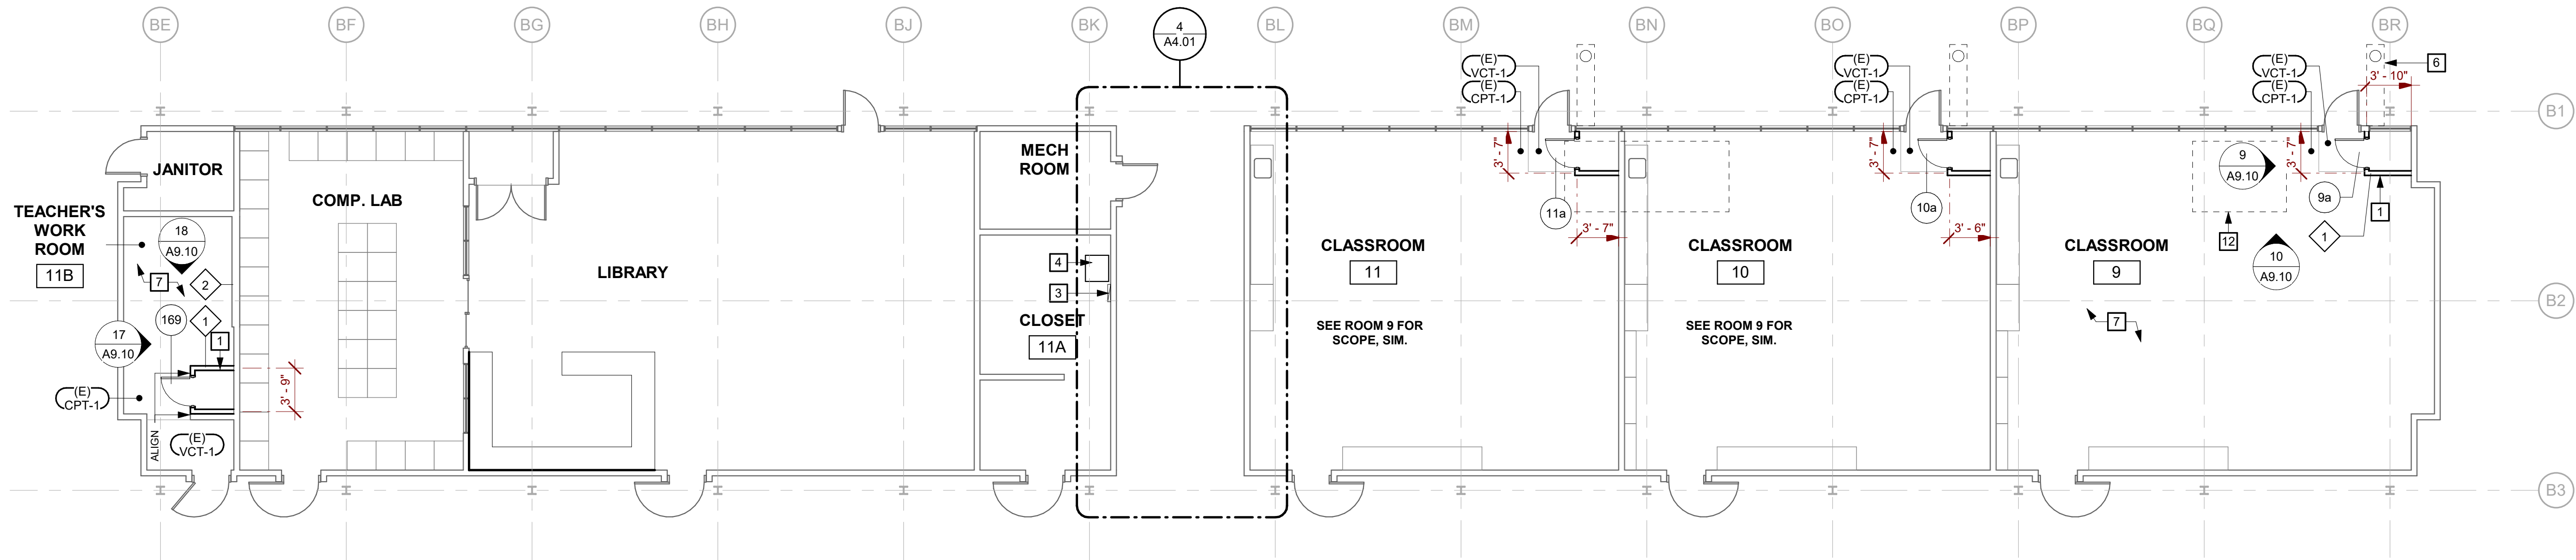 BE
BF
BG
BH
BJ
BK
4
A4.01
BL
BM
BN
BO
BP
BQ
BR
(E)
VCT-1
(E)
CPT-1
(E)
VCT-1
(E)
CPT-1
(E)
VCT-1
(E)
CPT-1
6
3' - 10"
B1
JANITOR
COMP. LAB
MECH
ROOM
3' - 7"
3' - 7"
3' - 7"
9
A9.10
11a
10a
9a
1
TEACHER'S
WORK
ROOM
11B
18
A9.10
7
2
LIBRARY
4
3
CLOSET
11A
CLASSROOM
11
3' - 7"
CLASSROOM
10
3' - 6"
CLASSROOM
9
12
10
A9.10
1
B2
169
1
1
17
A9.10
3' - 9"
SEE ROOM 9 FOR
SCOPE, SIM.
SEE ROOM 9 FOR
SCOPE, SIM.
7
(E)
CPT-1
ALIGN
(E)
VCT-1
B3